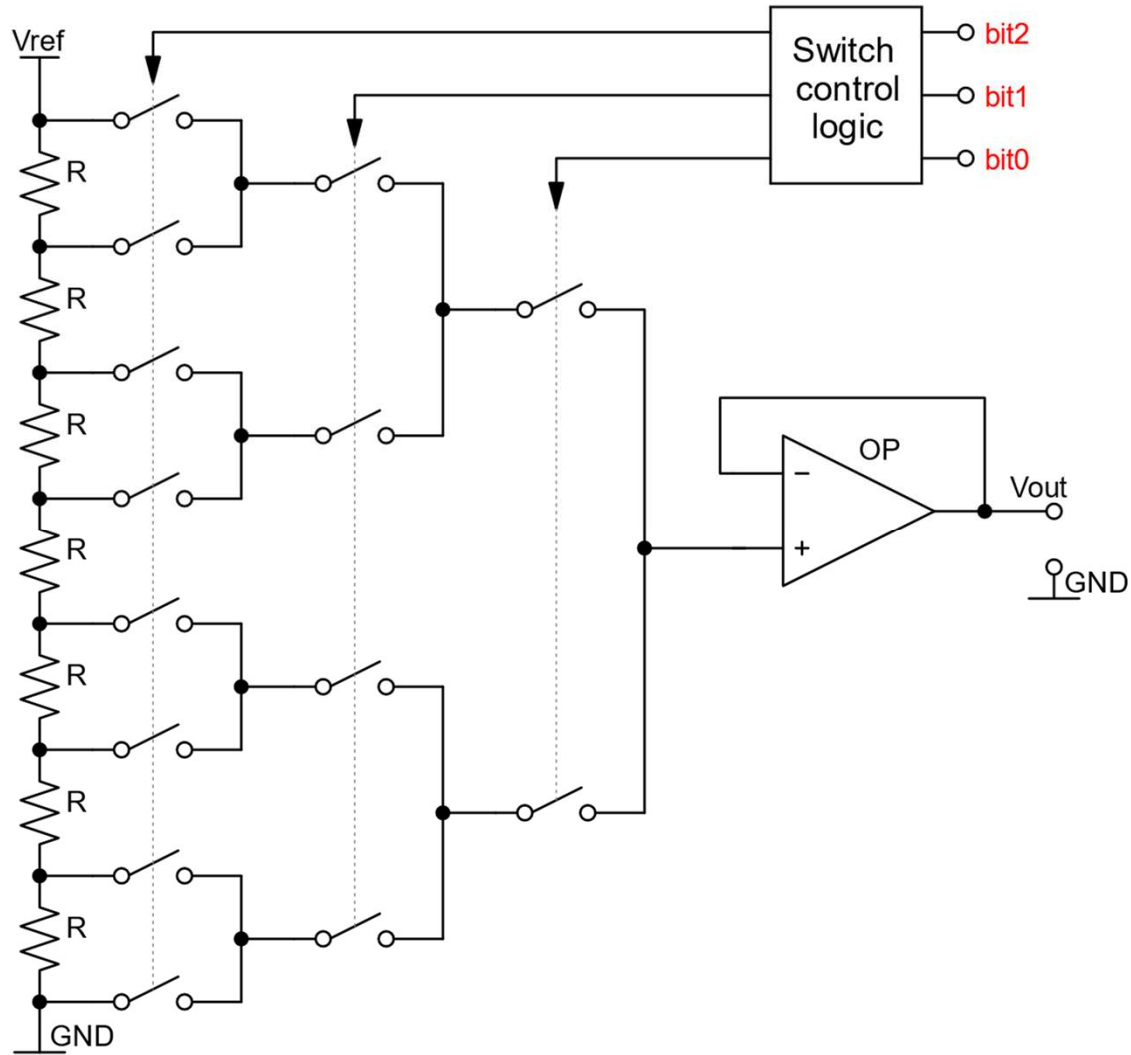 Vref
Switch
control
logic
bit2
bit1
bit0
R
R
R
R
R
R
R
OP
−
+
Vout
GND
GND